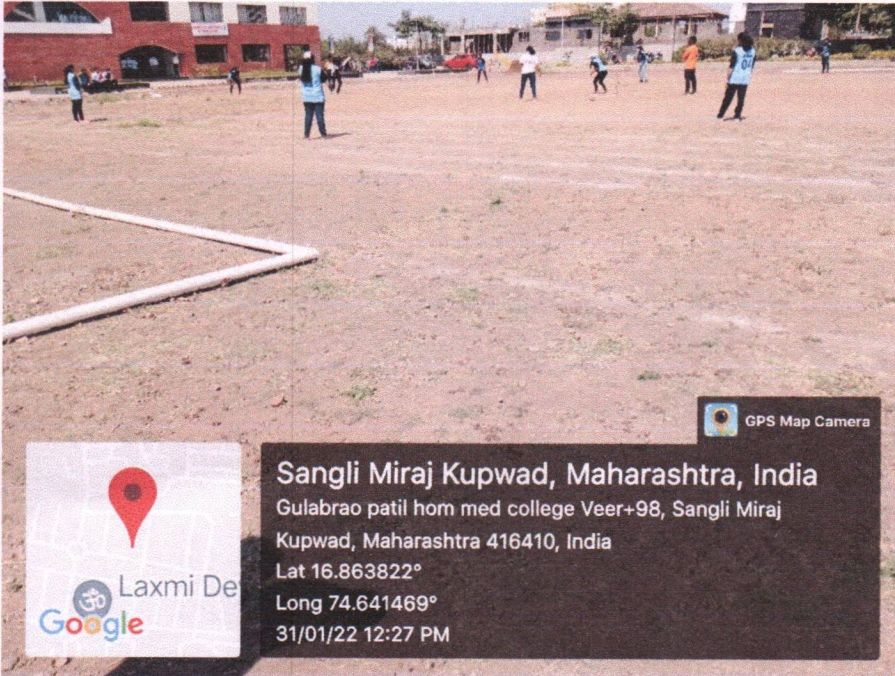 04
GPS Map Camera
Sangli Miraj Kupwad, Maharashtra, India
Gulabrao patil hom med college Veer+98, Sangli Miraj
Kupwad, Maharashtra 416410, India
Lat 16.863822°
Long 74.641469°
31/01/22 12:27 PM
Laxmi De
Google